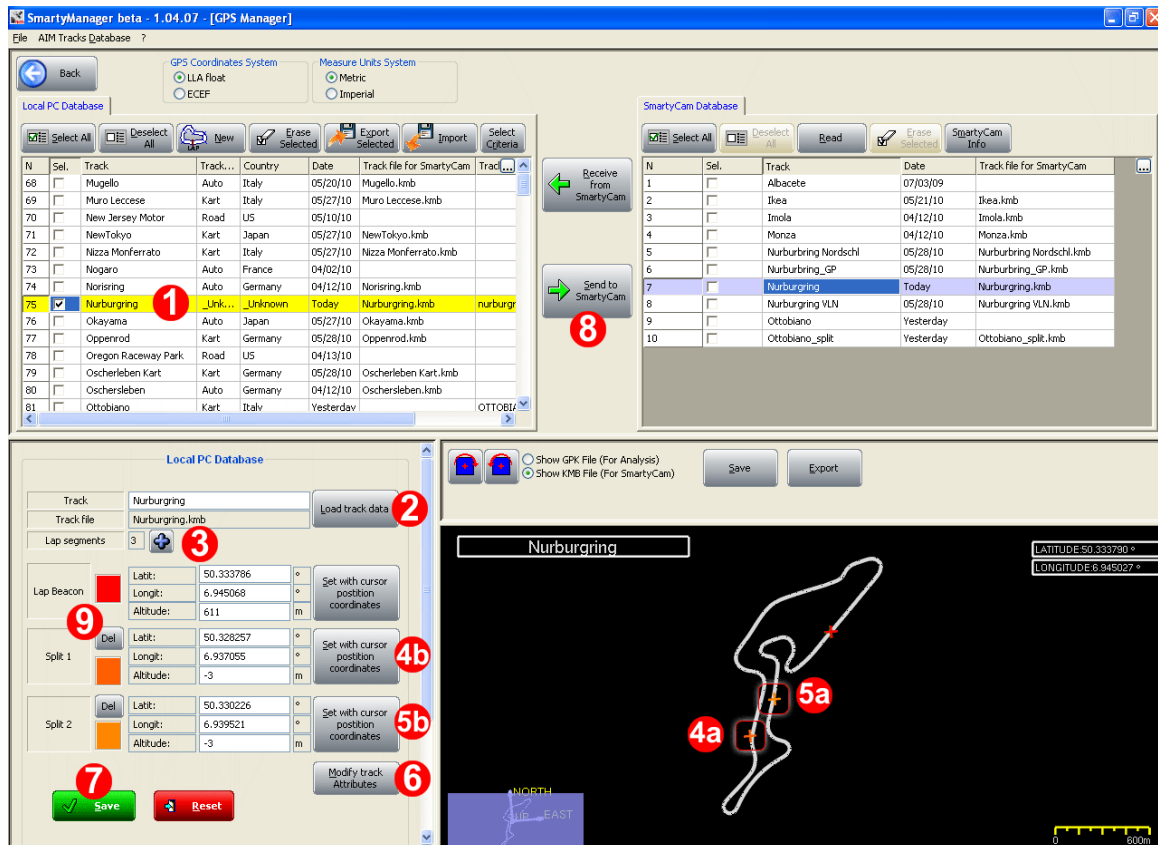 SmartyManager beta - 1.04.07 - [GPS Manager]
File AIM Tracks Database ?
Back
GPS Coordinates System
LLA float
ECEF
Measure Units System
Metric
Imperial
Local PC Database
Select All
Deselect All
New
LAP
Erase Selected
Export Selected
Import
Select Criteria
N Sel. Track Track... Country Date Track file for SmartyCam Tracl ...
68 Mugello Auto Italy 05/20/10 Mugello.kmb
69 Muro Leccese Kart Italy 05/27/10 Muro Leccese.kmb
70 New Jersey Motor Road US 05/10/10
71 NewTokyo Kart Japan 05/27/10 NewTokyo.kmb
72 Nizza Monferrato Kart Italy 05/27/10 Nizza Monferrato.kmb
73 Nogaro Auto France 04/02/10
74 Norisring Auto Germany 04/12/10 Norisring.kmb
75 Nurburgring 1 _Unk... _Unknown Today Nurburgring.kmb nurburgr
76 Okayama Auto Japan 05/27/10 Okayama.kmb
77 Oppenrod Kart Germany 05/28/10 Oppenrod.kmb
78 Oregon Raceway Park Road US 04/13/10
79 Oscherleben Kart Kart Germany 05/28/10 Oscherleben Kart.kmb
80 Oschersleben Auto Germany 04/12/10 Oschersleben.kmb
81 Ottobiano Kart Italy Yesterday OTTOBIA
Receive from SmartyCam
Send to SmartyCam
8
SmartyCam Database
Select All
Deselect All
Read
Erase Selected
SmartyCam Info
N Sel. Track Date Track file for SmartyCam ...
1 Albacete 07/03/09
2 Ikea 05/21/10 Ikea.kmb
3 Imola 04/12/10 Imola.kmb
4 Monza 04/12/10 Monza.kmb
5 Nurburbring Nordschl 05/28/10 Nurburbring Nordschl.kmb
6 Nurburbring_GP 05/28/10 Nurburbring_GP.kmb
7 Nurburgring Today Nurburgring.kmb
8 Nurburgring VLN 05/28/10 Nurburgring VLN.kmb
9 Ottobiano Yesterday
10 Ottobiano_split Yesterday Ottobiano_split.kmb
Local PC Database
Track Nurburgring
Track file Nurburgring.kmb
Load track data 2
Lap segments 3 3
Lap Beacon
Latit: 50.333786 °
Longit: 6.945068 °
Altitude: 611 m
Set with cursor postition coordinates
9
Split 1
Del
Latit: 50.328257 °
Longit: 6.937055 °
Altitude: -3 m
Set with cursor postition coordinates
4b
Split 2
Del
Latit: 50.330226 °
Longit: 6.939521 °
Altitude: -3 m
Set with cursor postition coordinates
5b
Modify track Attributes 6
7
Save
Reset
Show GPK File (For Analysis)
Show KMB File (For SmartyCam)
Save
Export
Nurburgring
LATITUDE:50.333790 °
LONGITUDE:6.945027 °
5a
4a
NORTH
UP EAST
0 600m